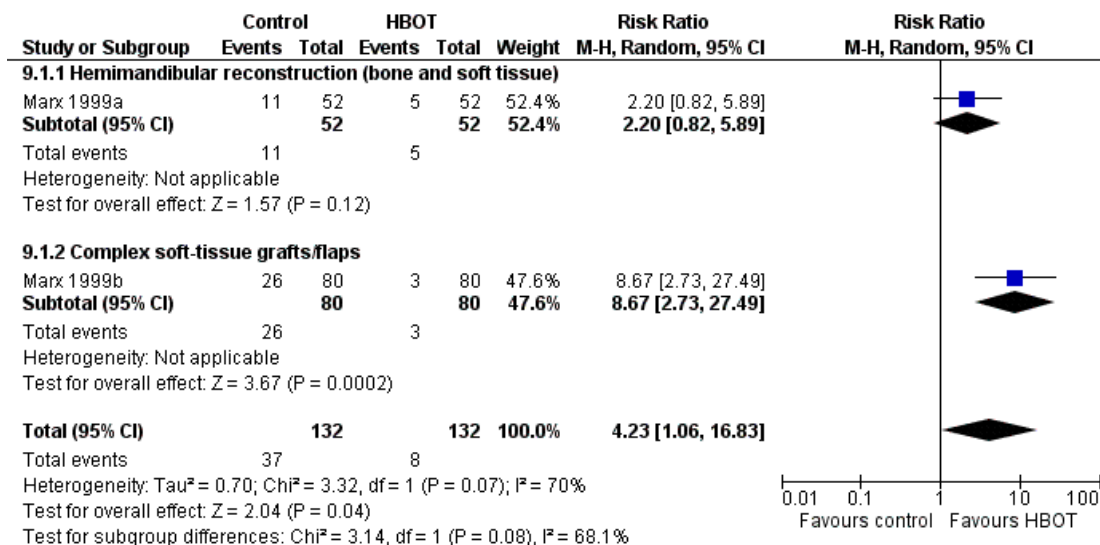 Control HBOT Risk Ratio Risk Ratio
Study or Subgroup Events Total Events Total Weight M-H, Random, 95% CI M-H, Random, 95% CI
9.1.1 Hemimandibular reconstruction (bone and soft tissue)
Marx 1999a 11 52 5 52 52.4% 2.20 [0.82, 5.89]
Subtotal (95% CI) 52 52 52.4% 2.20 [0.82, 5.89]
Total events 11 5
Heterogeneity: Not applicable
Test for overall effect: Z = 1.57 (P = 0.12)
9.1.2 Complex soft-tissue grafts/flaps
Marx 1999b 26 80 3 80 47.6% 8.67 [2.73, 27.49]
Subtotal (95% CI) 80 80 47.6% 8.67 [2.73, 27.49]
Total events 26 3
Heterogeneity: Not applicable
Test for overall effect: Z = 3.67 (P = 0.0002)
Total (95% CI) 132 132 100.0% 4.23 [1.06, 16.83]
Total events 37 8
Heterogeneity: Tau² = 0.70; Chi² = 3.32, df = 1 (P = 0.07); I² = 70%
Test for overall effect: Z = 2.04 (P = 0.04)
Test for subgroup differences: Chi² = 3.14, df = 1 (P = 0.08), I² = 68.1%
0.01 0.1 1 10 100
Favours control Favours HBOT